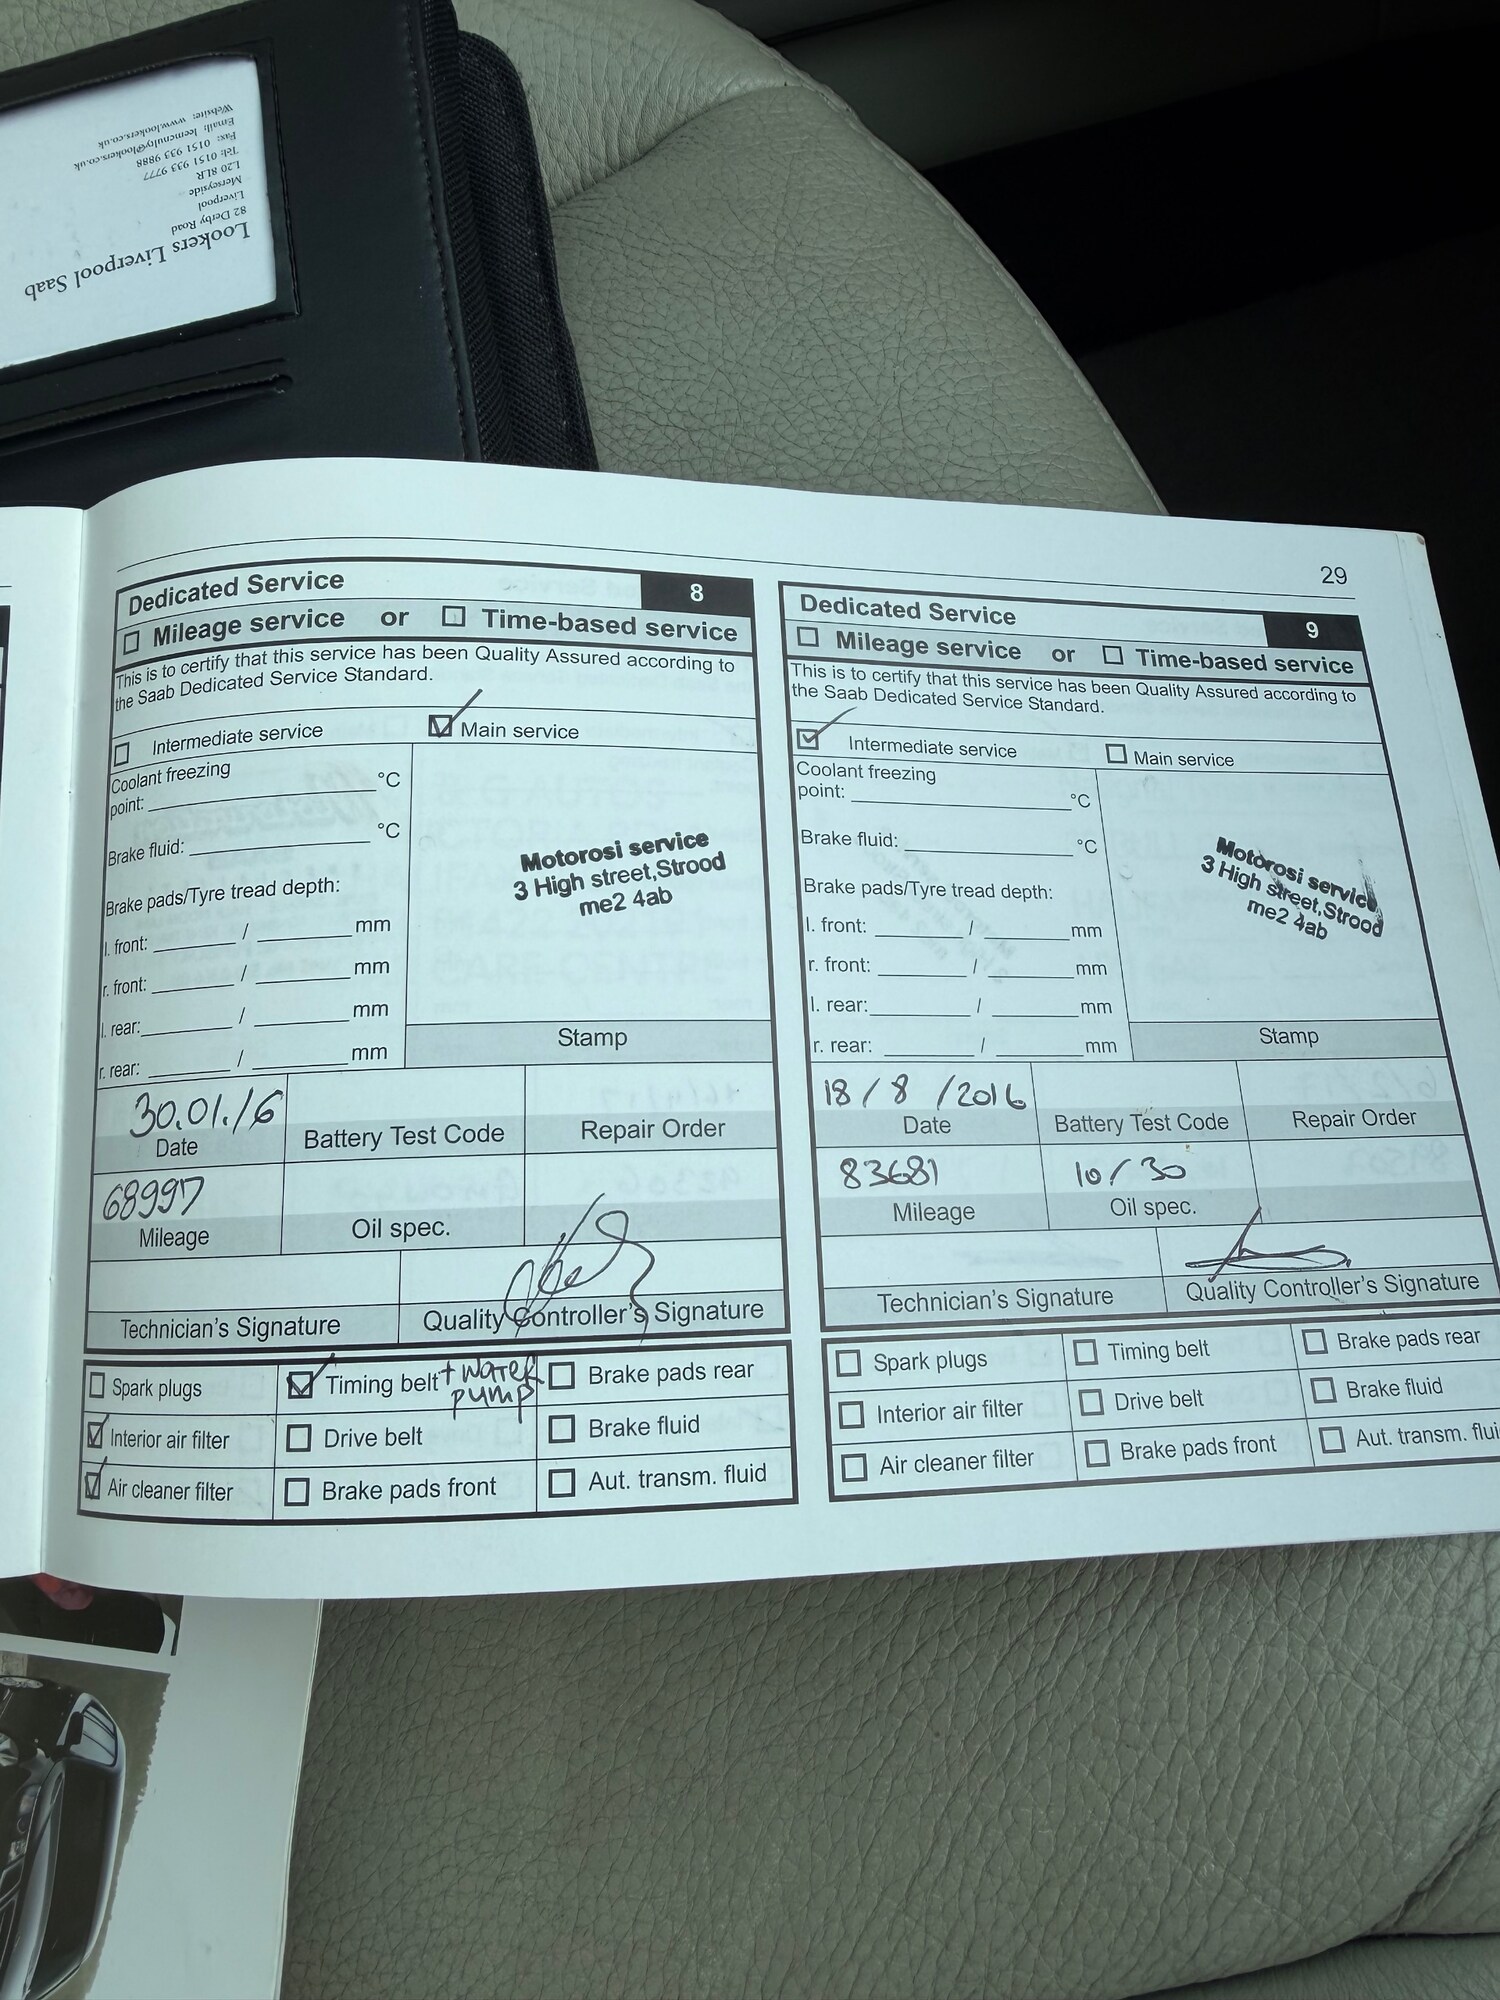 Lookers Liverpool Saab
82 Derby Road
Liverpool
Merseyside
L20 8LR
Tel: 0151 933 9777
Fax: 0151 933 9888
Email: leemcnulty@lookers.co.uk
Website: www.lookers.co.uk
29
Dedicated Service 8
Mileage service or Time-based service
This is to certify that this service has been Quality Assured according to
the Saab Dedicated Service Standard.
Intermediate service Main service
Coolant freezing
point: °C
Brake fluid: °C
Brake pads/Tyre tread depth:
l. front: / mm
r. front: / mm
l. rear: / mm
r. rear: / mm
Motorosi service
3 High street,Strood
me2 4ab
Stamp
30.01./6
Date Battery Test Code Repair Order
68997
Mileage Oil spec.
Technician's Signature Quality Controller's Signature
Spark plugs Timing belt + water pump Brake pads rear
Interior air filter Drive belt Brake fluid
Air cleaner filter Brake pads front Aut. transm. fluid
Dedicated Service 9
Mileage service or Time-based service
This is to certify that this service has been Quality Assured according to
the Saab Dedicated Service Standard.
Intermediate service Main service
Coolant freezing
point: °C
Brake fluid: °C
Brake pads/Tyre tread depth:
l. front: / mm
r. front: / mm
l. rear: / mm
r. rear: / mm
Motorosi service
3 High street,Strood
me2 4ab
Stamp
18/8/2016
Date Battery Test Code Repair Order
83681 10/30
Mileage Oil spec.
Technician's Signature Quality Controller's Signature
Spark plugs Timing belt Brake pads rear
Interior air filter Drive belt Brake fluid
Air cleaner filter Brake pads front Aut. transm. flui